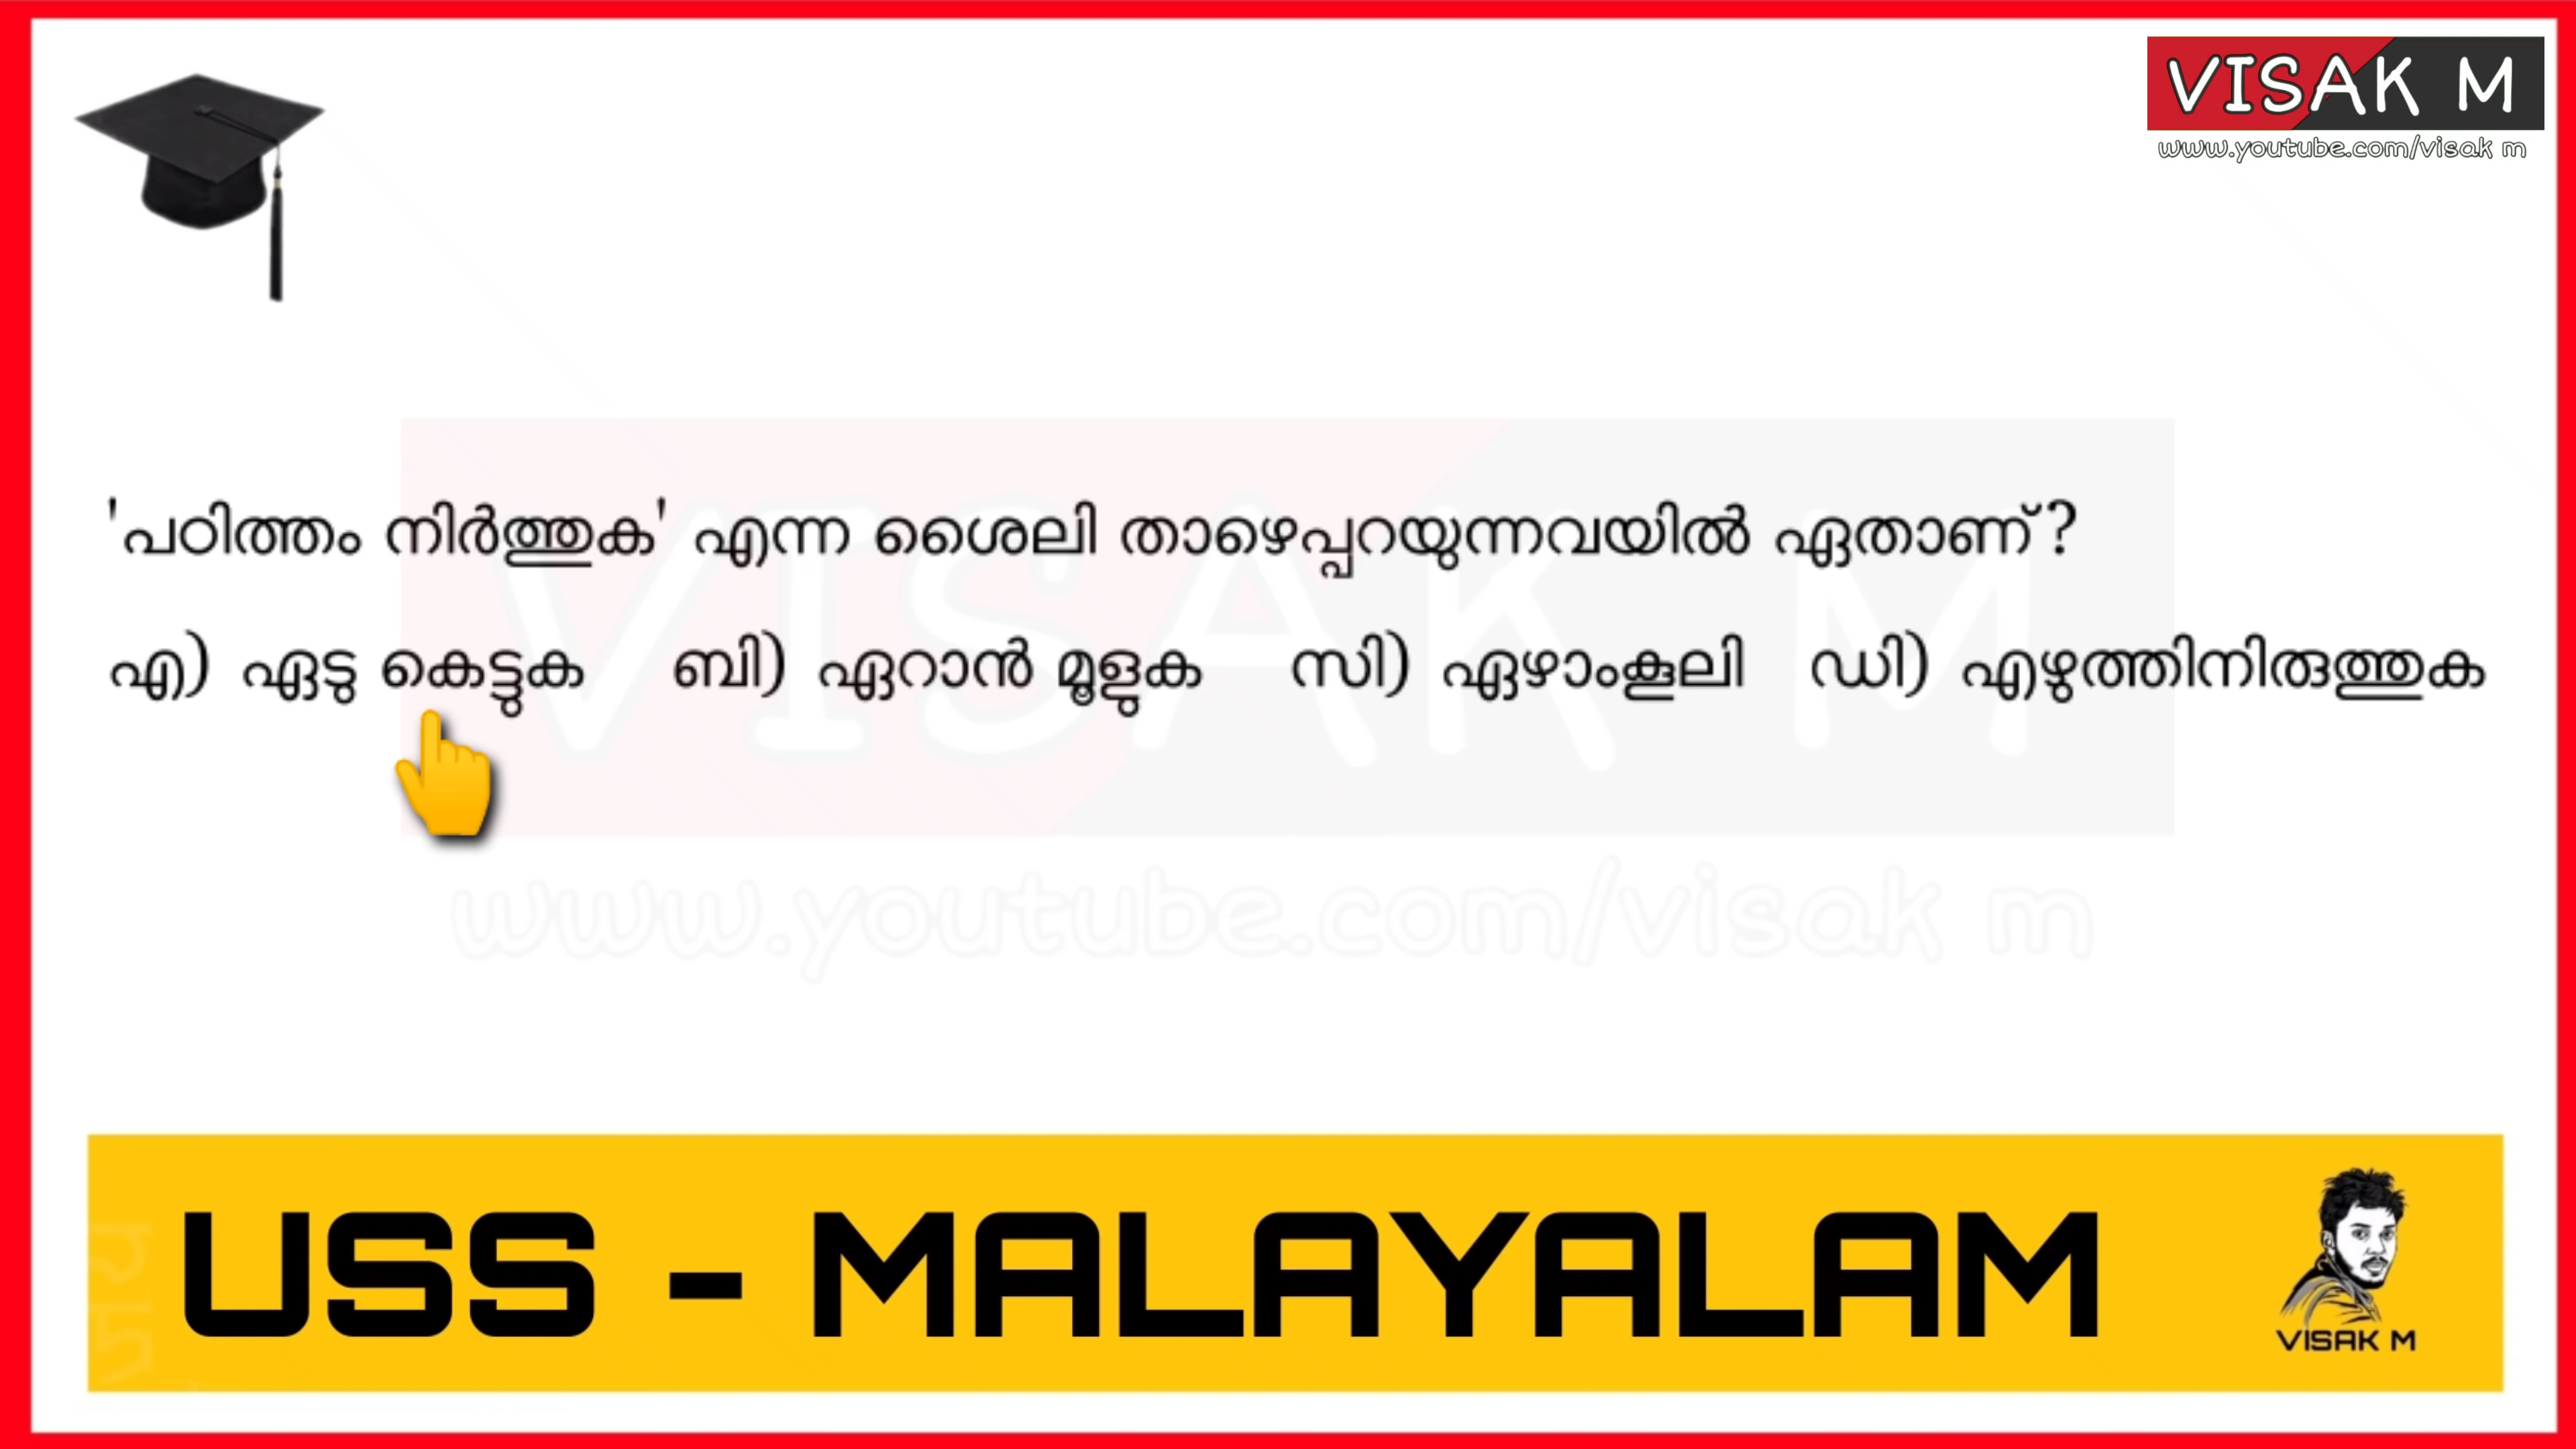 VISAK M
www.youtube.com/visak m
'പഠിത്തം നിർത്തുക' എന്ന ശൈലി താഴെപ്പറയുന്നവയിൽ ഏതാണ്?
എ) ഏടു കെട്ടുക ബി) ഏറാൻ മൂളുക സി) ഏഴാംകൂലി ഡി) എഴുത്തിനിരുത്തുക
VISAK M
www.youtube.com/visak m
USS - MALAYALAM
VISAK M